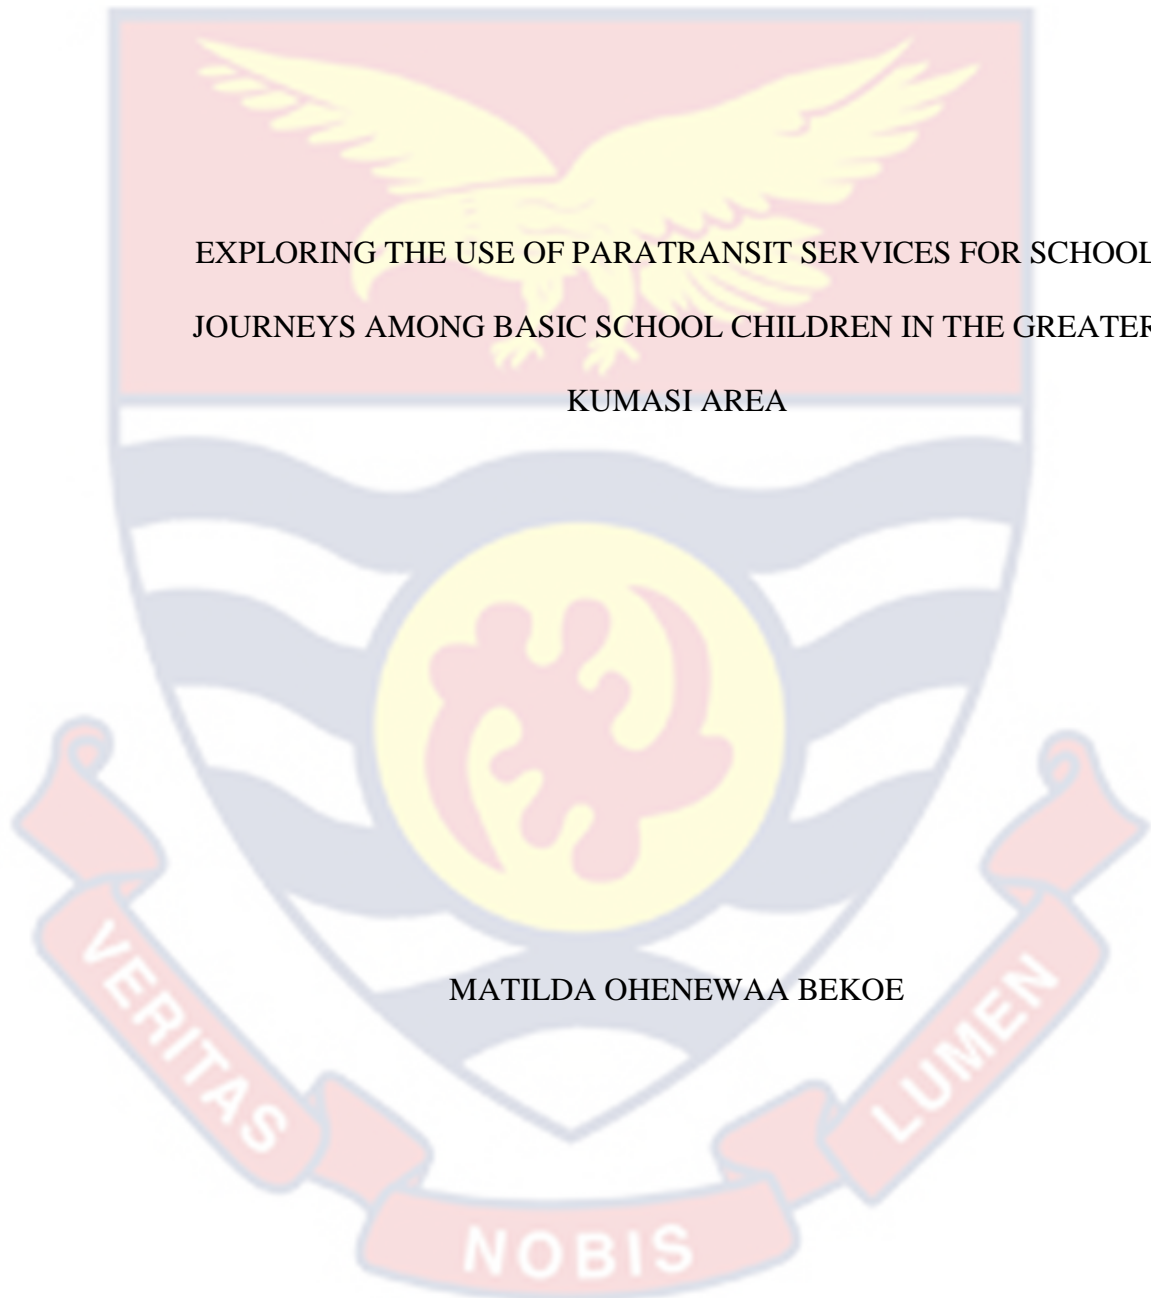 EXPLORING THE USE OF PARATRANSIT SERVICES FOR SCHOOL
JOURNEYS AMONG BASIC SCHOOL CHILDREN IN THE GREATER
KUMASI AREA
MATILDA OHENEWAA BEKOE
VERITAS
NOBIS
LUMEN